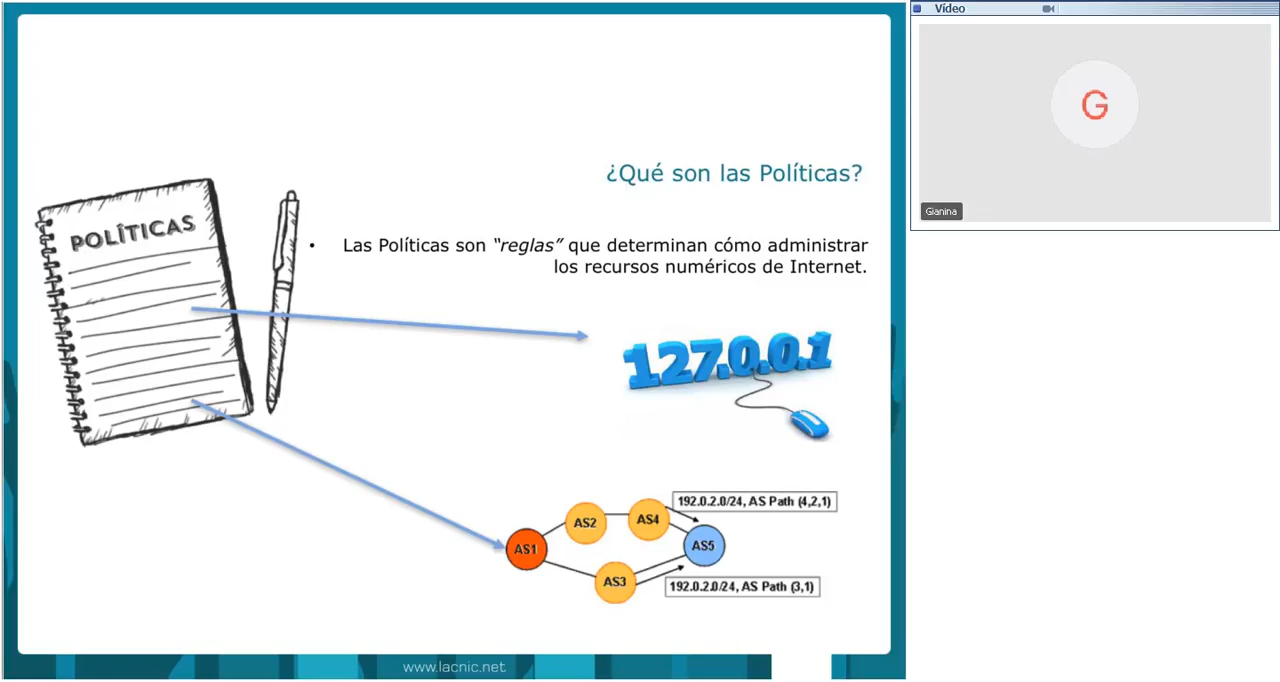 Vídeo
G
Gianina
¿Qué son las Políticas?
POLÍTICAS
• Las Políticas son “reglas” que determinan cómo administrar
los recursos numéricos de Internet.
127.0.0.1
192.0.2.0/24, AS Path (4,2,1)
AS2
AS4
AS1
AS5
AS3
192.0.2.0/24, AS Path (3,1)
www.lacnic.net